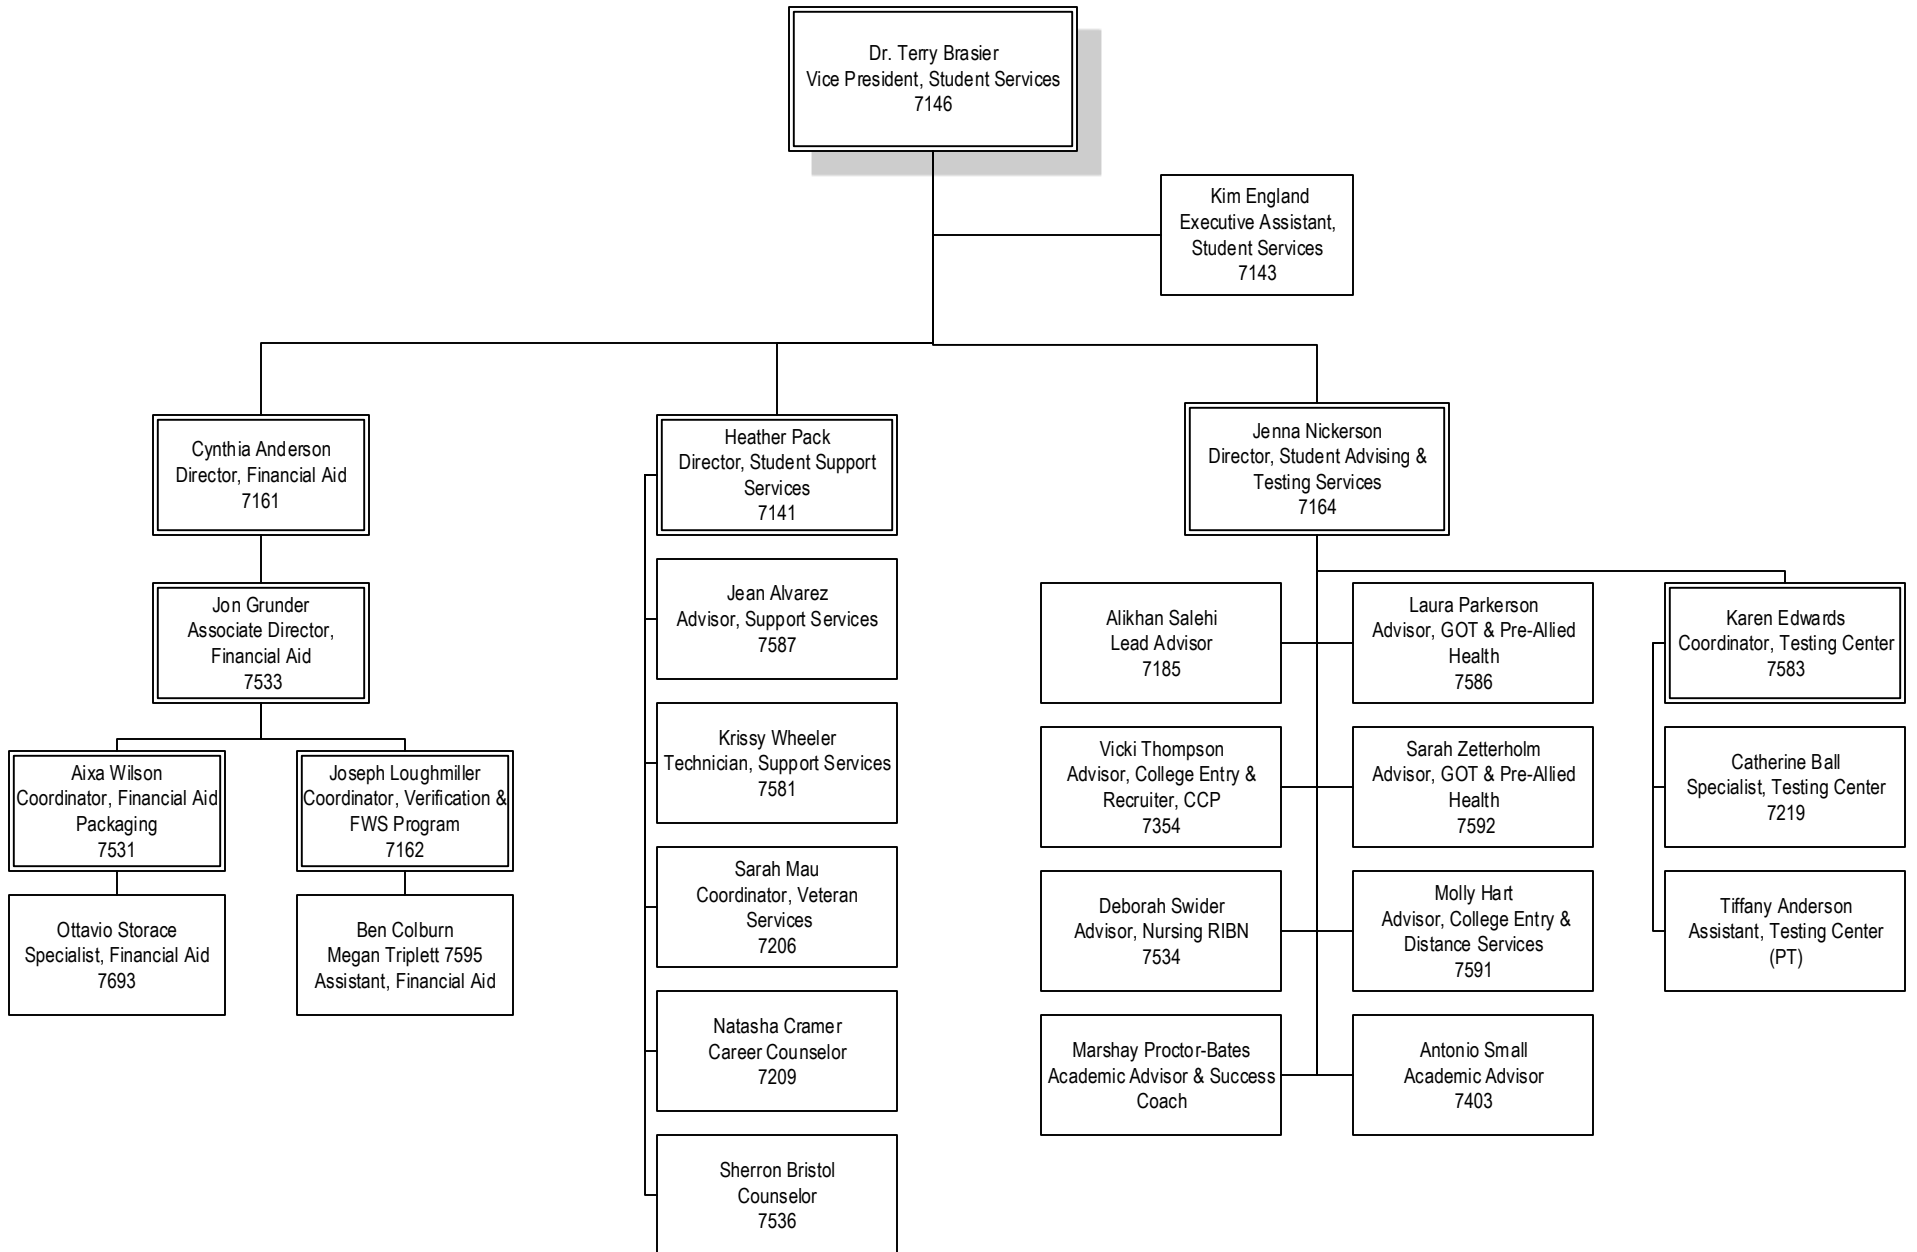 Dr. Terry Brasier
Vice President, Student Services
7146
Kim England
Executive Assistant,
Student Services
7143
Cynthia Anderson
Director, Financial Aid
7161
Heather Pack
Director, Student Support
Services
7141
Jenna Nickerson
Director, Student Advising &
Testing Services
7164
Jon Grunder
Associate Director,
Financial Aid
7533
Aixa Wilson
Coordinator, Financial Aid
Packaging
7531
Joseph Loughmiller
Coordinator, Verification &
FWS Program
7162
Ottavio Storace
Specialist, Financial Aid
7693
Ben Colburn
Megan Triplett 7595
Assistant, Financial Aid
Jean Alvarez
Advisor, Support Services
7587
Krissy Wheeler
Technician, Support Services
7581
Sarah Mau
Coordinator, Veteran
Services
7206
Natasha Cramer
Career Counselor
7209
Sherron Bristol
Counselor
7536
Alikhan Salehi
Lead Advisor
7185
Laura Parkerson
Advisor, GOT & Pre-Allied
Health
7586
Vicki Thompson
Advisor, College Entry &
Recruiter, CCP
7354
Sarah Zetterholm
Advisor, GOT & Pre-Allied
Health
7592
Deborah Swider
Advisor, Nursing RIBN
7534
Molly Hart
Advisor, College Entry &
Distance Services
7591
Marshay Proctor-Bates
Academic Advisor & Success
Coach
Antonio Small
Academic Advisor
7403
Karen Edwards
Coordinator, Testing Center
7583
Catherine Ball
Specialist, Testing Center
7219
Tiffany Anderson
Assistant, Testing Center
(PT)